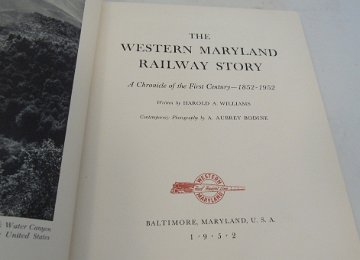 THE
WESTERN MARYLAND
RAILWAY STORY
A Chronicle of the First Century—1852-1952
Written by HAROLD A. WILLIAMS
Contemporary Photography by A. AUBREY BODINE
WESTERN
MARYLAND
BALTIMORE, MARYLAND, U. S. A.
1 · 9 · 5 · 2
Water Canyon
United States